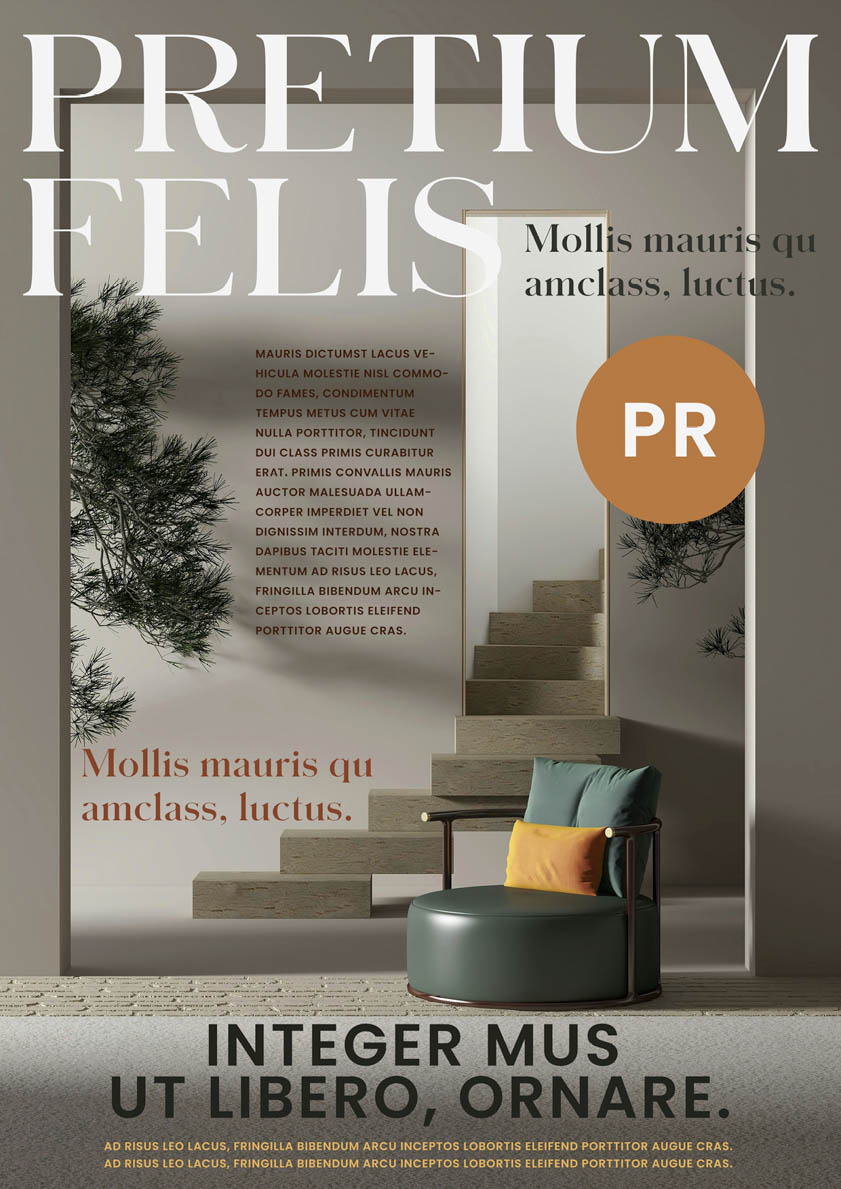 PRETIUM
FELIS
Mollis mauris qu
amclass, luctus.
MAURIS DICTUMST LACUS VE-
HICULA MOLESTIE NISL COMMO-
DO FAMES, CONDIMENTUM
TEMPUS METUS CUM VITAE
NULLA PORTTITOR, TINCIDUNT
DUI CLASS PRIMIS CURABITUR
ERAT. PRIMIS CONVALLIS MAURIS
AUCTOR MALESUADA ULLAM-
CORPER IMPERDIET VEL NON
DIGNISSIM INTERDUM, NOSTRA
DAPIBUS TACITI MOLESTIE ELE-
MENTUM AD RISUS LEO LACUS,
FRINGILLA BIBENDUM ARCU IN-
CEPTOS LOBORTIS ELEIFEND
PORTTITOR AUGUE CRAS.
PR
Mollis mauris qu
amclass, luctus.
INTEGER MUS
UT LIBERO, ORNARE.
AD RISUS LEO LACUS, FRINGILLA BIBENDUM ARCU INCEPTOS LOBORTIS ELEIFEND PORTTITOR AUGUE CRAS.
AD RISUS LEO LACUS, FRINGILLA BIBENDUM ARCU INCEPTOS LOBORTIS ELEIFEND PORTTITOR AUGUE CRAS.